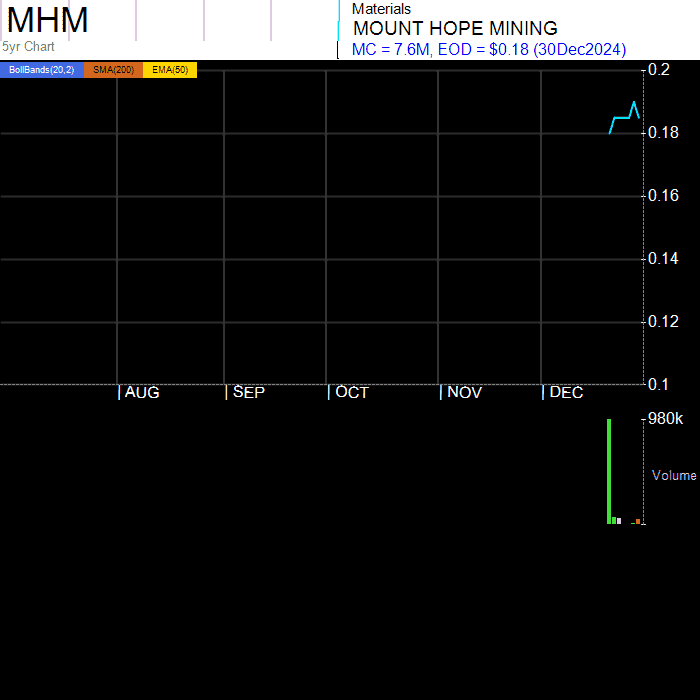 MHM
5yr Chart
Materials
MOUNT HOPE MINING
MC = 7.6M, EOD = $0.18 (30Dec2024)
BollBands(20,2) SMA(200) EMA(50)
0.2
0.18
0.16
0.14
0.12
0.1
AUG SEP OCT NOV DEC
980k
Volume